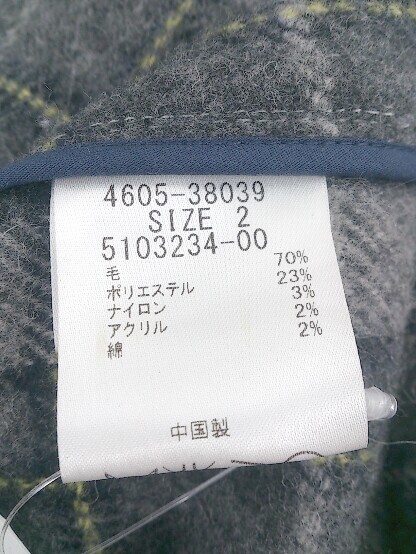 4605-38039
SIZE 2
5103234-00
毛 70%
ポリエステル 23%
ナイロン 3%
アクリル 2%
綿 2%
中国製